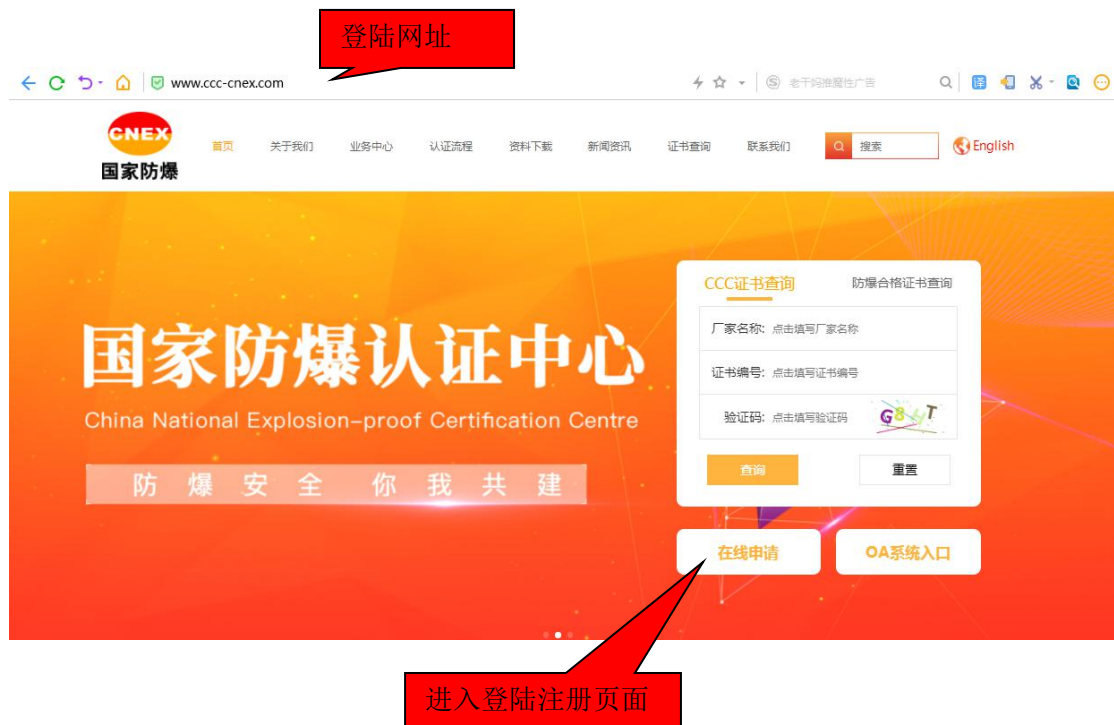 登陆网址
www.ccc-cnex.com
老干妈推魔性广告
译
CNEX
国家防爆
首页 关于我们 业务中心 认证流程 资料下载 新闻资讯 证书查询 联系我们 搜索 English
CCC证书查询 防爆合格证书查询
厂家名称: 点击填写厂家名称
证书编号: 点击填写证书编号
验证码: 点击填写验证码 G8HT
查询 重置
国家防爆认证中心
China National Explosion-proof Certification Centre
防爆安全 你我共建
在线申请 OA系统入口
进入登陆注册页面